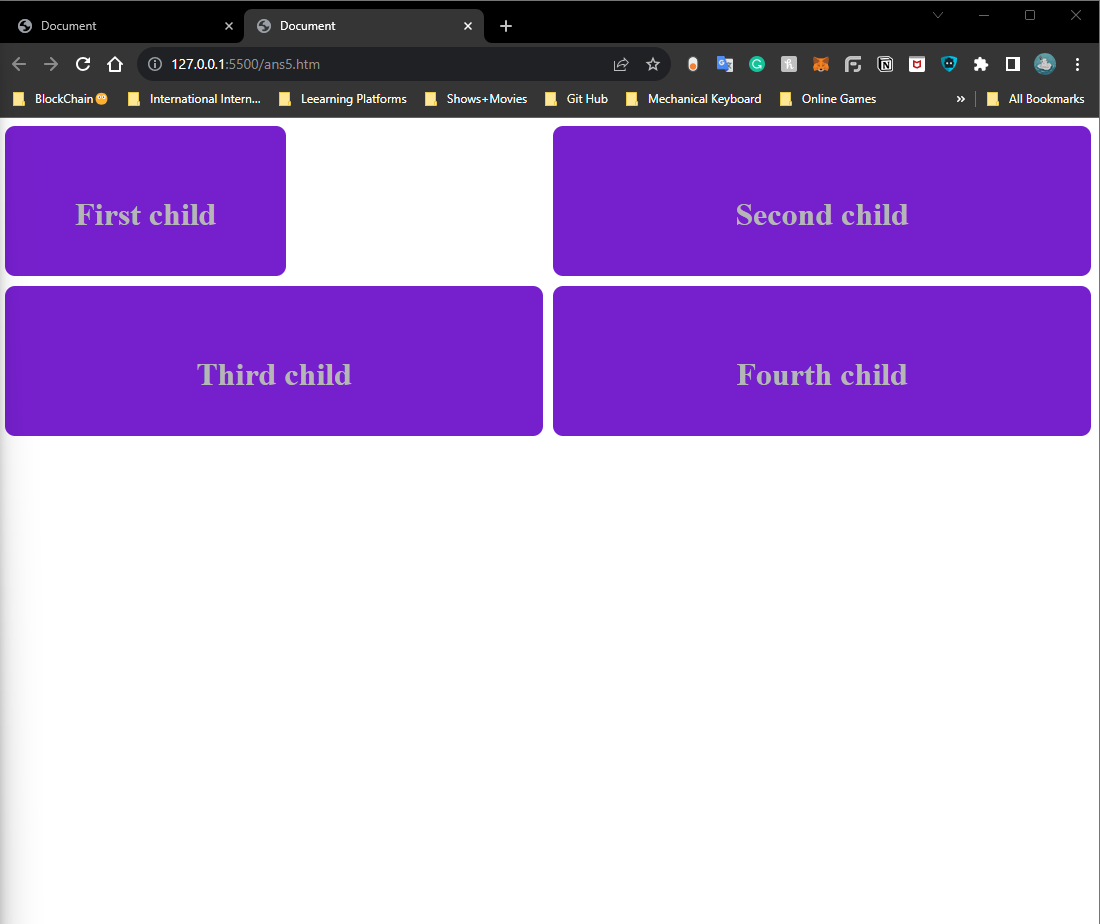 Document
Document
127.0.0.1:5500/ans5.htm
BlockChain International Intern... Leearning Platforms Shows+Movies Git Hub Mechanical Keyboard Online Games » All Bookmarks
First child Second child
Third child Fourth child